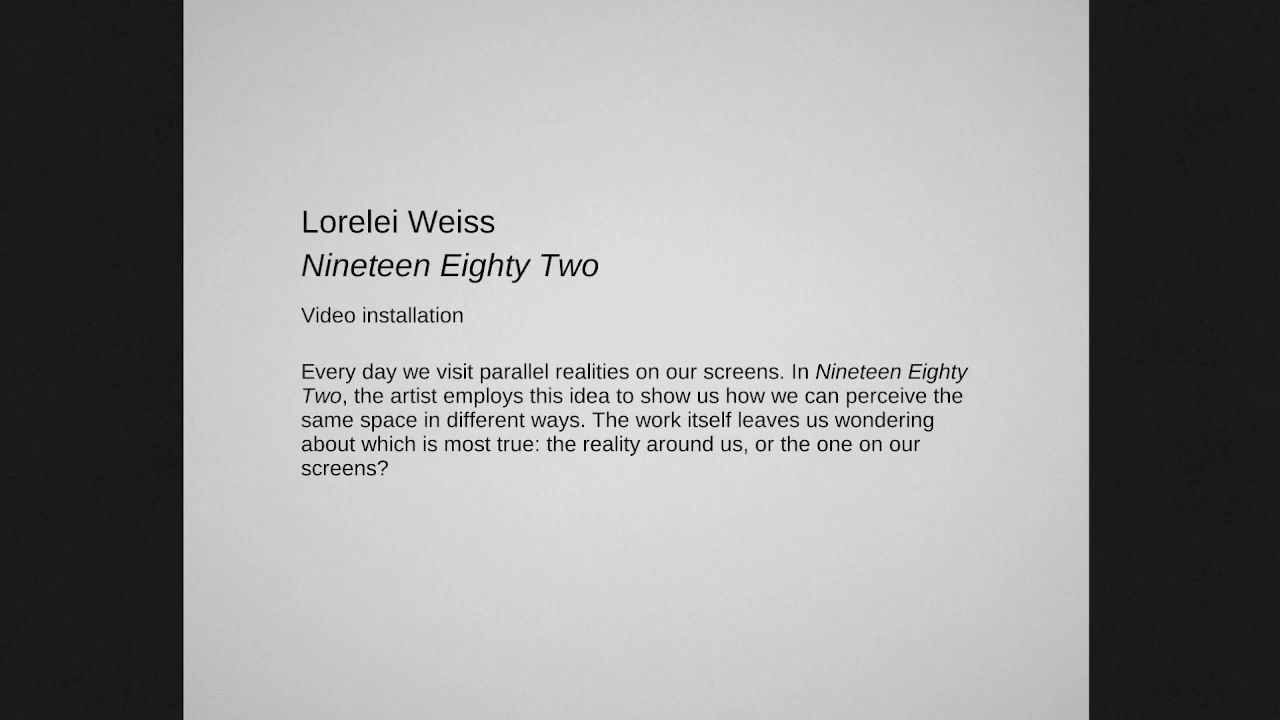 Lorelei Weiss
Nineteen Eighty Two
Video installation
Every day we visit parallel realities on our screens. In Nineteen Eighty
Two, the artist employs this idea to show us how we can perceive the
same space in different ways. The work itself leaves us wondering
about which is most true: the reality around us, or the one on our
screens?